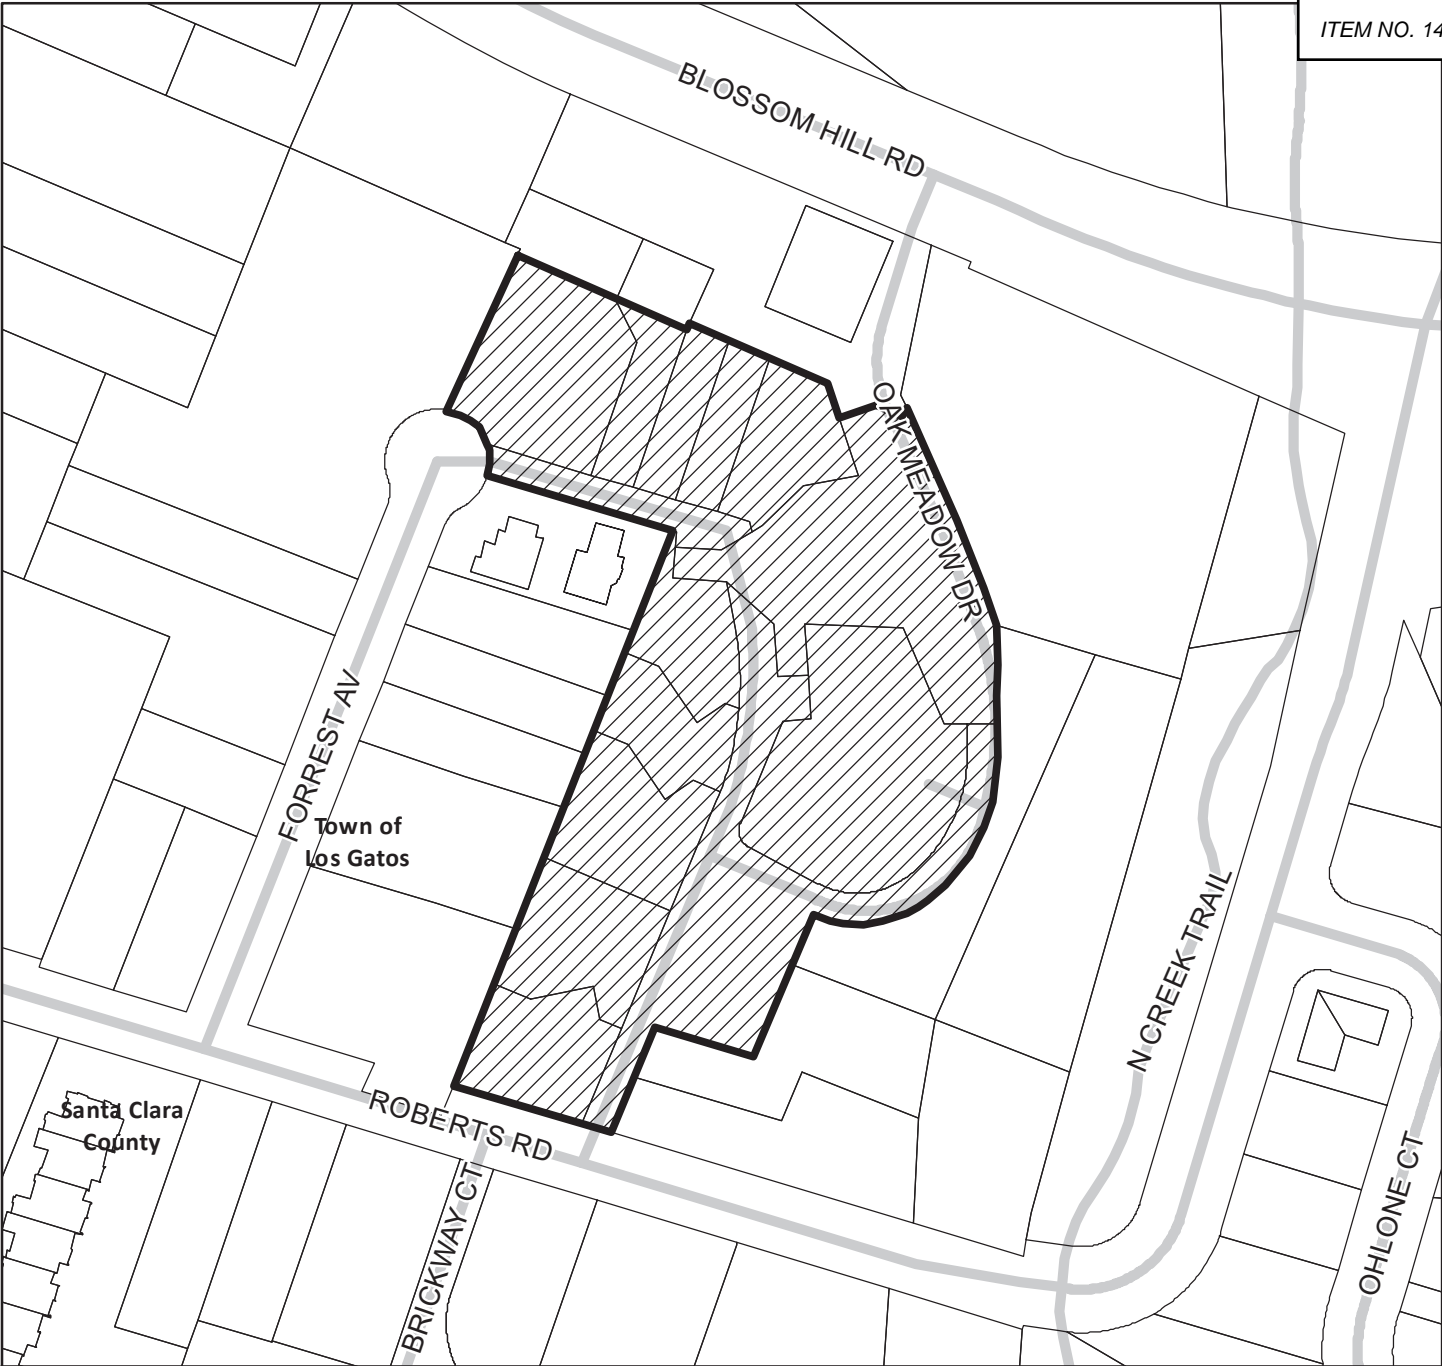 ITEM NO. 14
BLOSSOM HILL RD
OAK MEADOW DR
FORREST AV
Town of
Los Gatos
N CREEK TRAIL
Santa Clara
County
ROBERTS RD
BRICKWAY CT
OHLONE CT